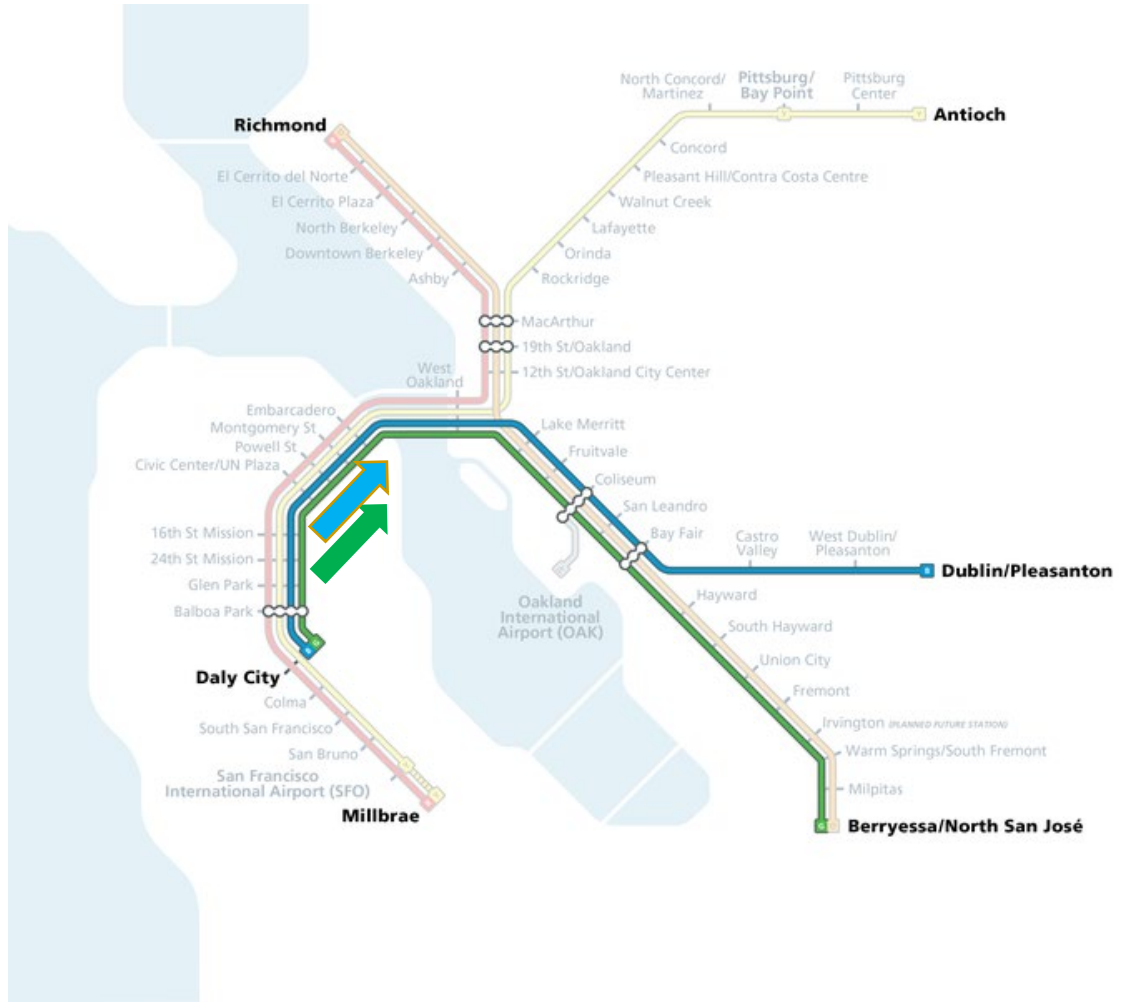 North Concord/
Martinez
Pittsburg/
Bay Point
Pittsburg
Center
Antioch
Richmond
Concord
El Cerrito del Norte
Pleasant Hill/Contra Costa Centre
El Cerrito Plaza
Walnut Creek
North Berkeley
Lafayette
Downtown Berkeley
Orinda
Ashby
Rockridge
MacArthur
19th St/Oakland
12th St/Oakland City Center
West
Oakland
Embarcadero
Montgomery St
Powell St
Civic Center/UN Plaza
Lake Merritt
Fruitvale
Coliseum
San Leandro
Bay Fair
16th St Mission
24th St Mission
Glen Park
Balboa Park
Castro
Valley
West Dublin/
Pleasanton
Dublin/Pleasanton
Oakland
International
Airport (OAK)
Hayward
South Hayward
Union City
Fremont
Irvington (PLANNED FUTURE STATION)
Warm Springs/South Fremont
Milpitas
Berryessa/North San José
Daly City
Colma
South San Francisco
San Bruno
San Francisco
International Airport (SFO)
Millbrae